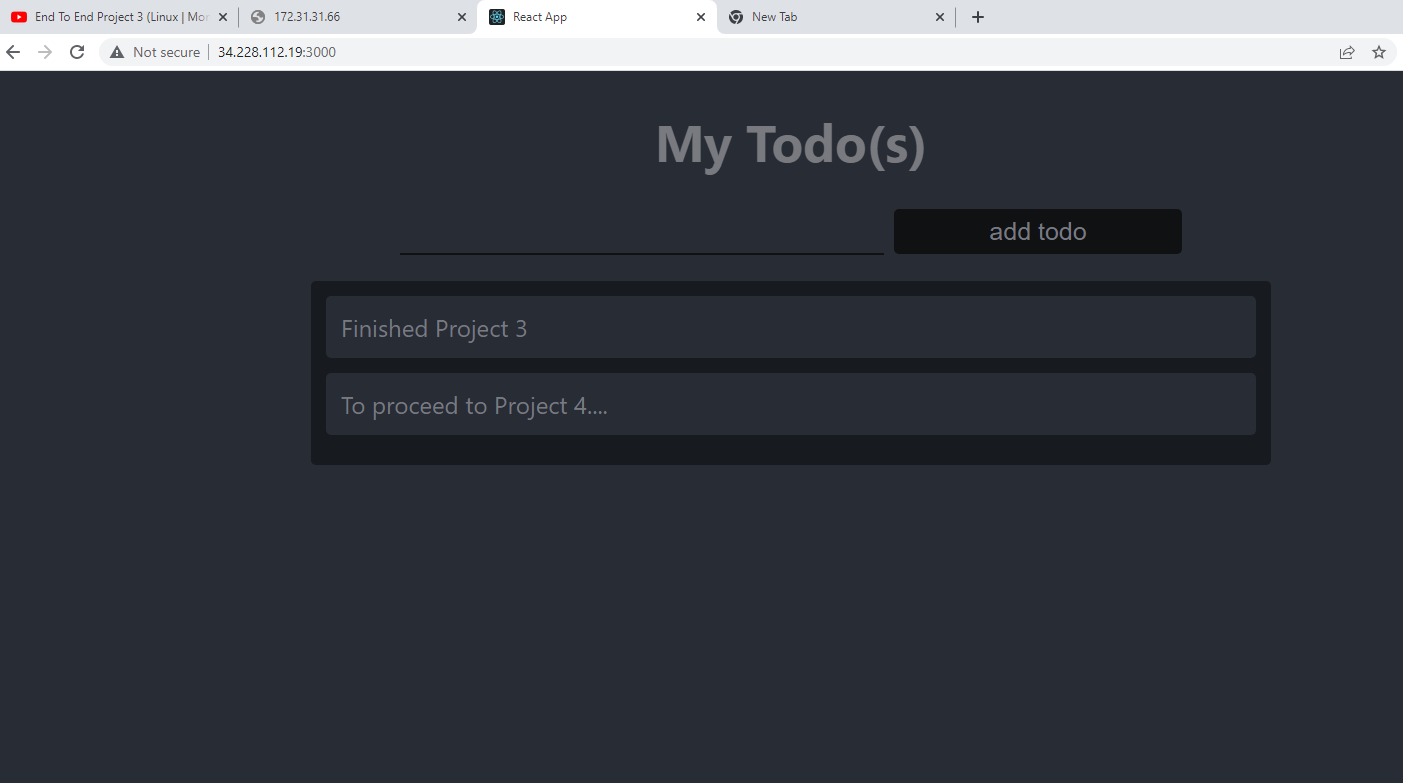 End To End Project 3 (Linux | Mor
172.31.31.66
React App
New Tab
Not secure
34.228.112.19:3000
My Todo(s)
add todo
Finished Project 3
To proceed to Project 4....